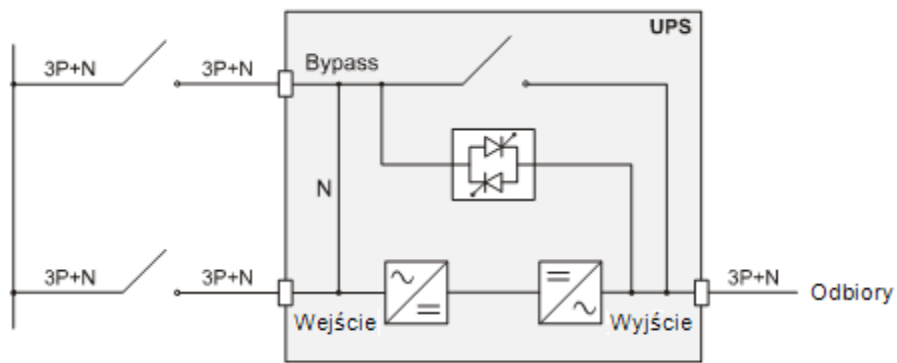 UPS
3P+N
3P+N
Bypass
N
3P+N
3P+N
Wejście
Wyjście
3P+N
Odbiory